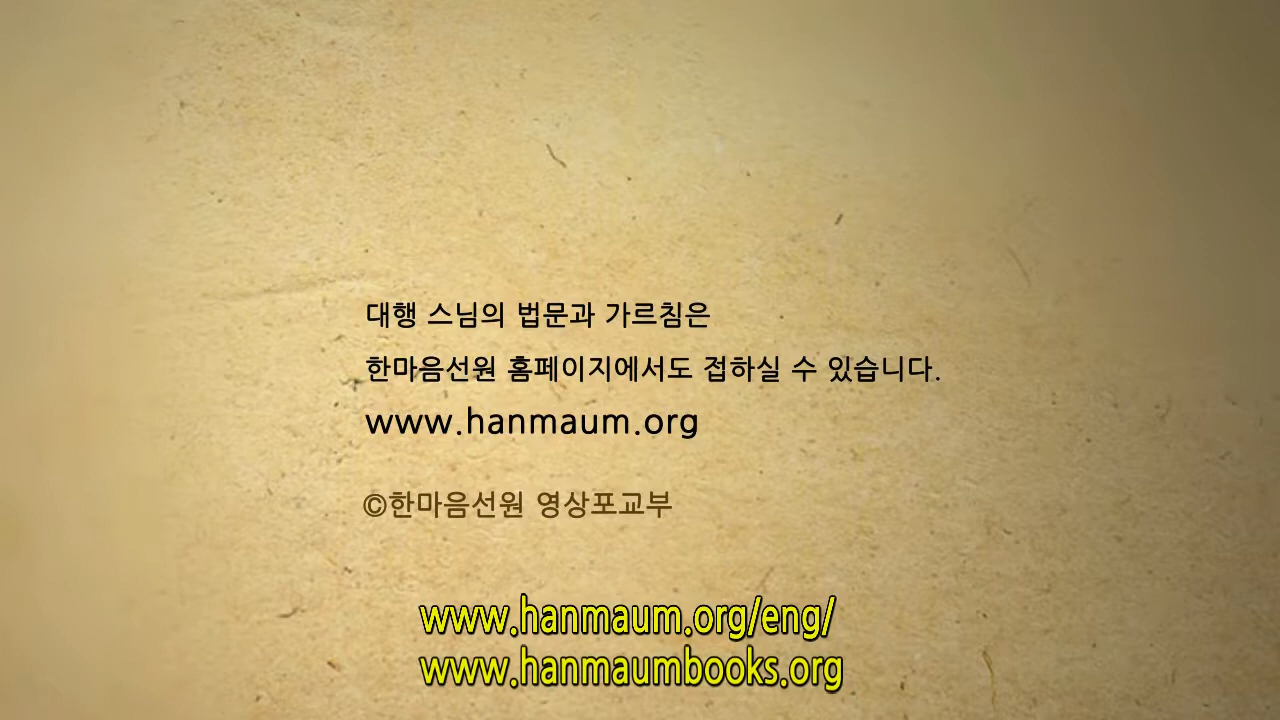 대행 스님의 법문과 가르침은
한마음선원 홈페이지에서도 접하실 수 있습니다.
www.hanmaum.org
©한마음선원 영상포교부
www.hanmaum.org/eng/
www.hanmaumbooks.org